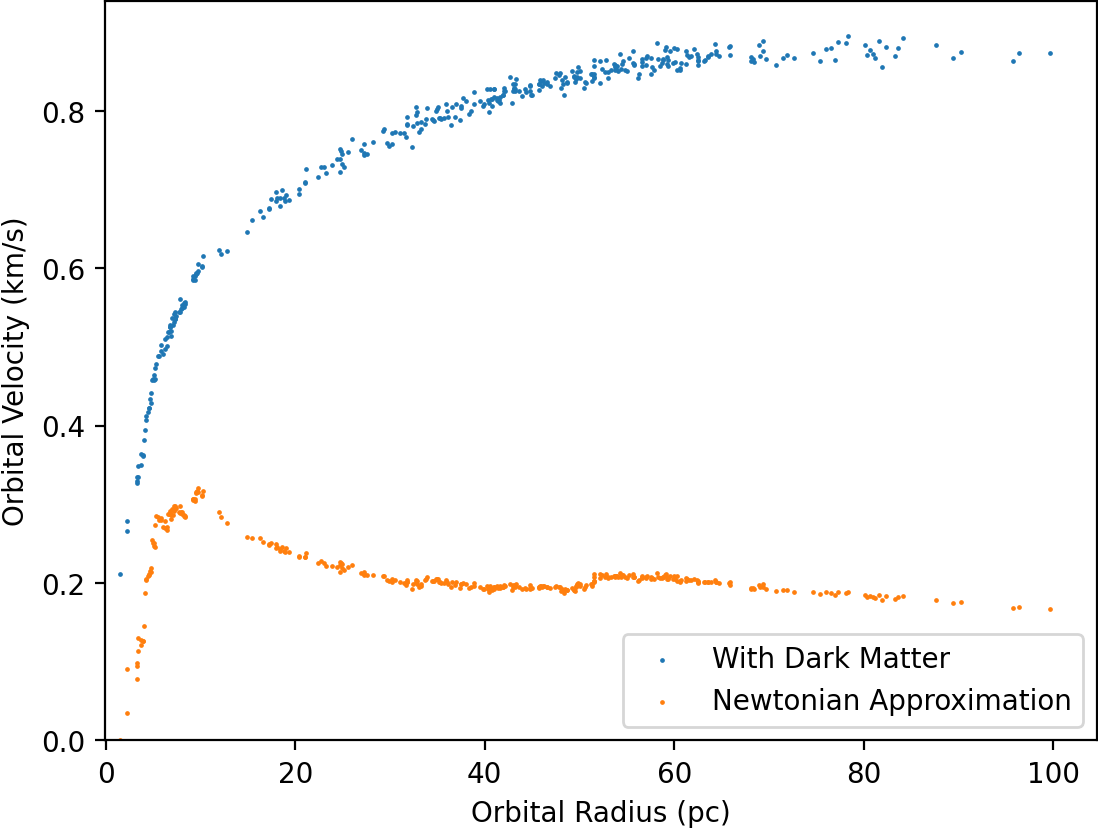 Orbital Velocity (km/s)
0.8
0.6
0.4
0.2
0.0
With Dark Matter
Newtonian Approximation
0
20
40
60
80
100
Orbital Radius (pc)